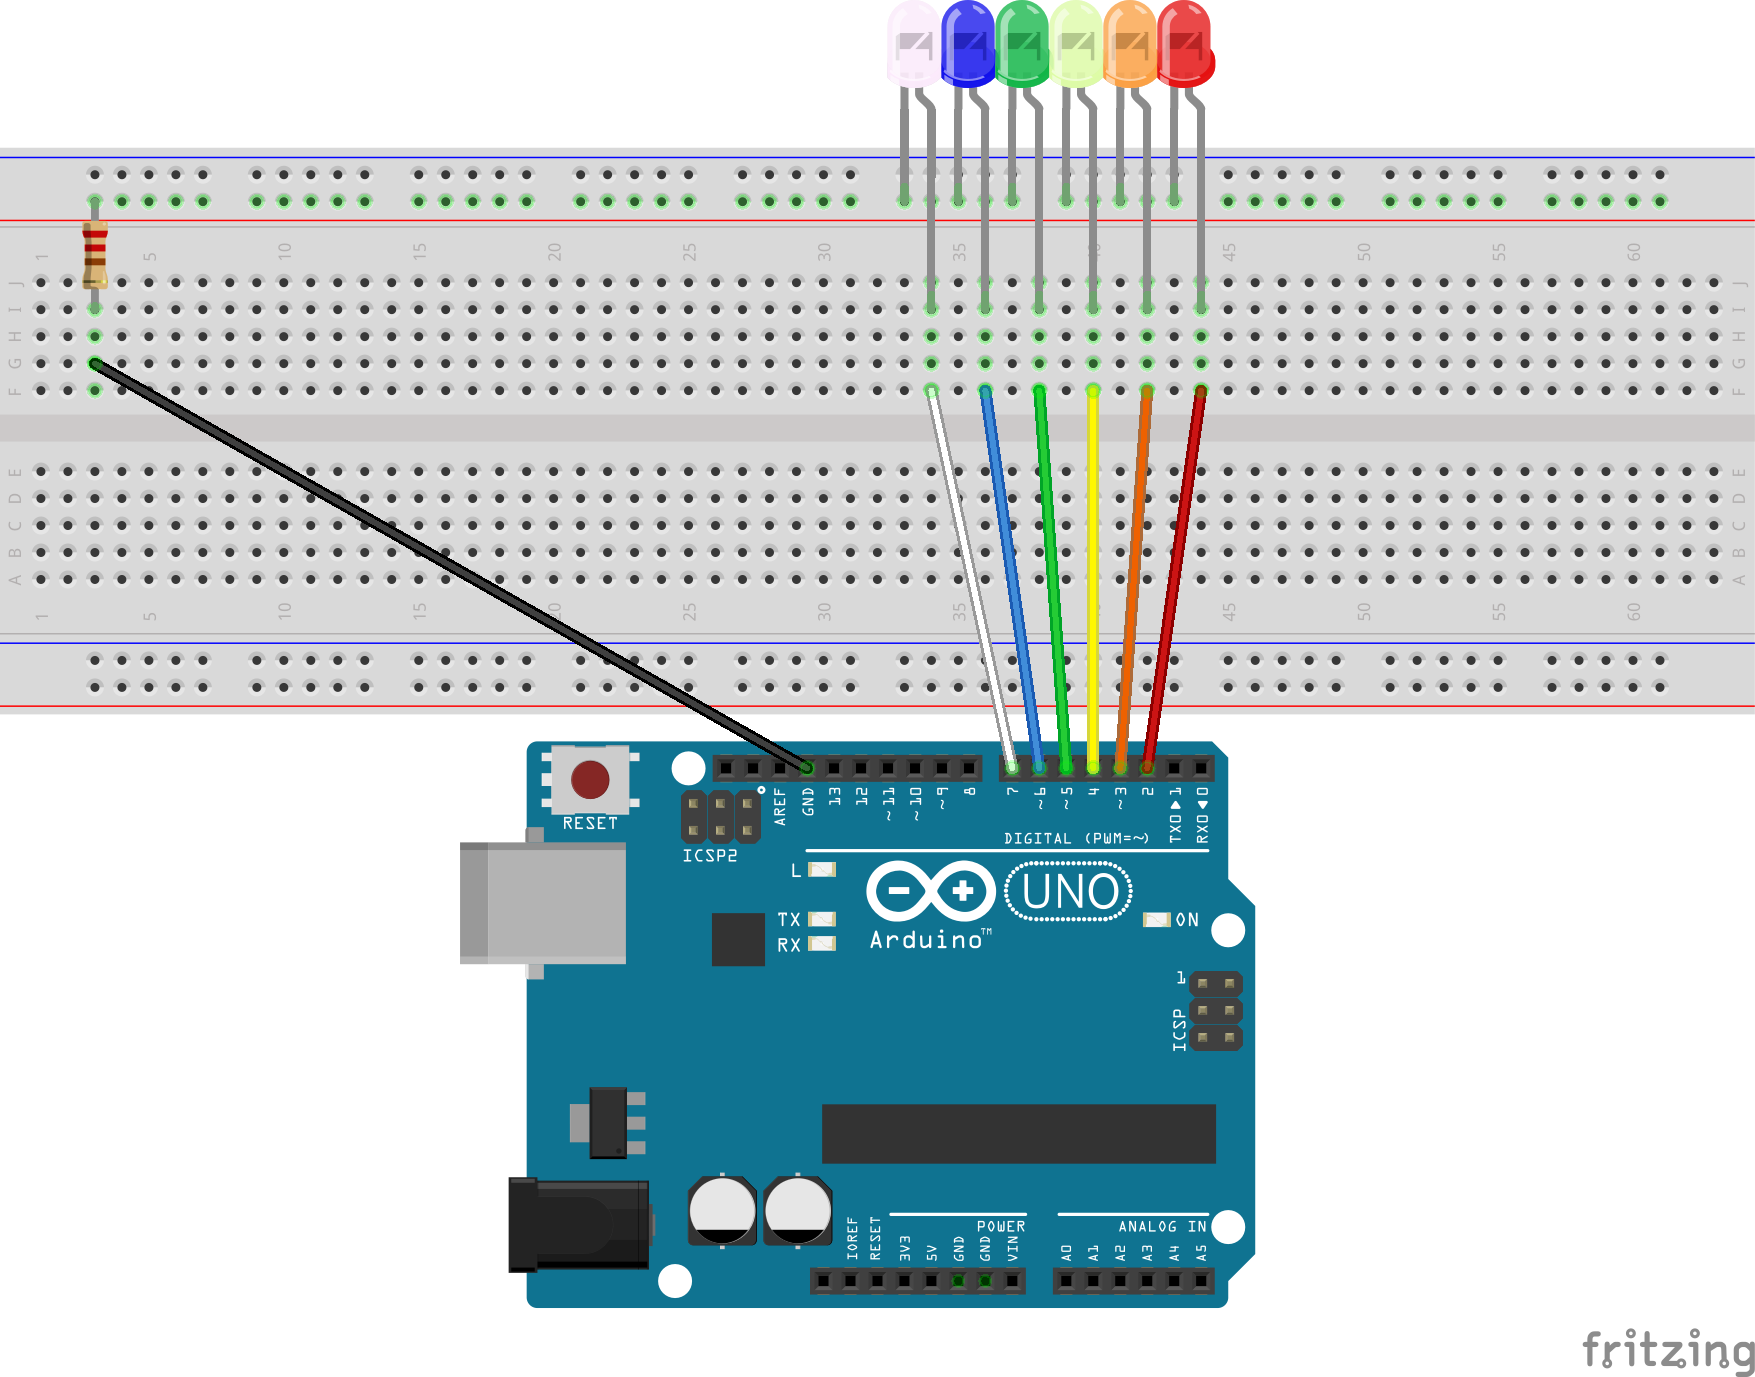 1 5 10 15 20 25 30 35 40 45 50 55 60
J J
I I
H H
G G
F F
E E
D D
C C
B B
A A
1 5 10 15 20 25 30 35 45 50 55 60
RESET
ICSP2
AREF GND 13 12 ~11 ~10 ~9 8 7 ~6 ~5 4 ~3 2 TX0 1 RX0 0
DIGITAL (PWM=~)
L
TX
RX
UNO
Arduino™
ON
1
ICSP
POWER
ANALOG IN
IOREF RESET 3V3 5V GND GND VIN A0 A1 A2 A3 A4 A5
fritzing